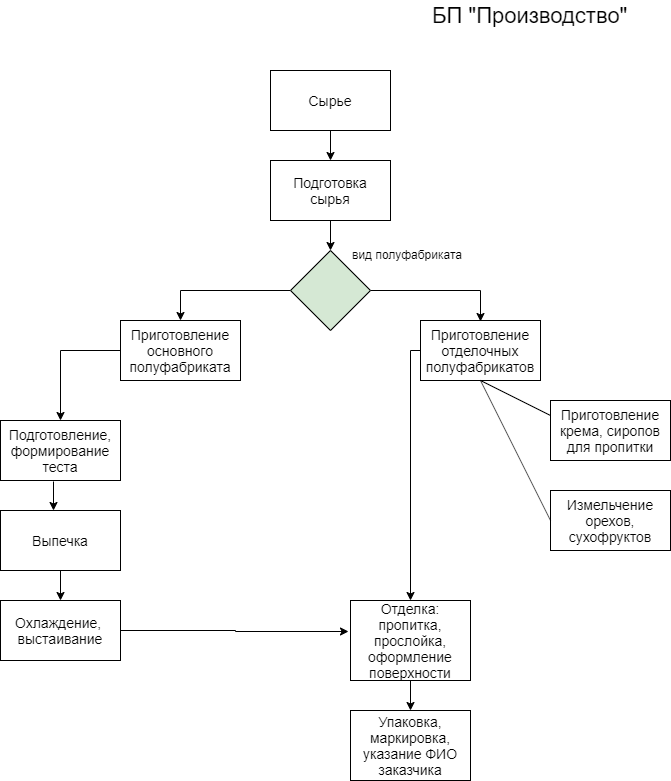 БП "Производство"
Сырье
Подготовка
сырья
вид полуфабриката
Приготовление
основного
полуфабриката
Приготовление
отделочных
полуфабрикатов
Приготовление
крема, сиропов
для пропитки
Подготовление,
формирование
теста
Измельчение
орехов,
сухофруктов
Выпечка
Охлаждение,
выстаивание
Отделка:
пропитка,
прослойка,
оформление
поверхности
Упаковка,
маркировка,
указание ФИО
заказчика